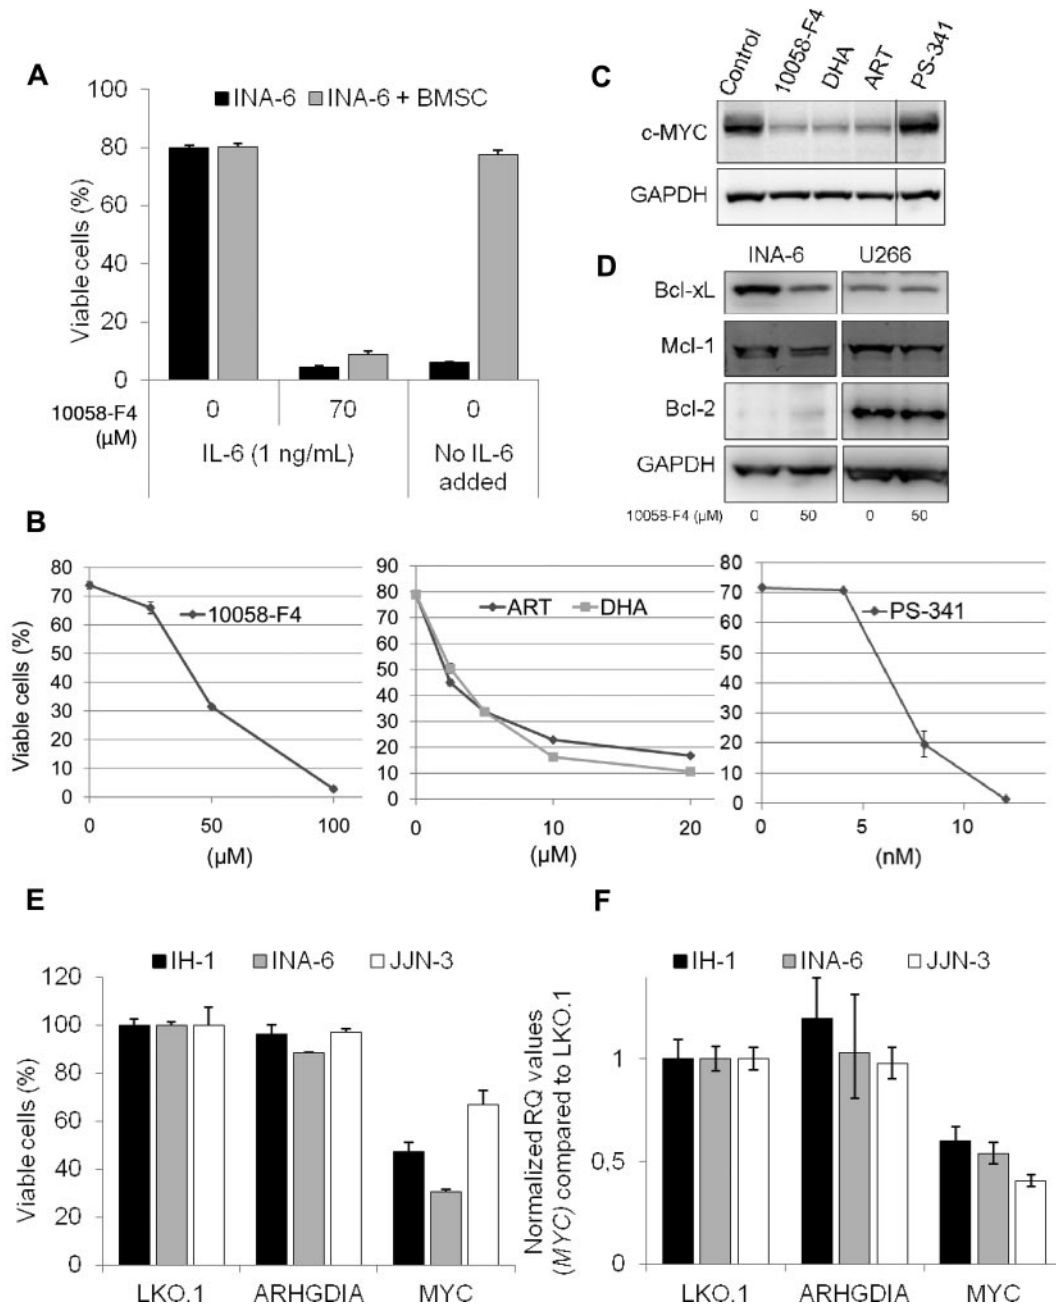 A
100
80
60
40
20
0
Viable cells (%)
INA-6 INA-6 + BMSC
10058-F4 (µM)
0 70 0
IL-6 (1 ng/mL) No IL-6 added
C
Control 10058-F4 DHA ART PS-341
c-MYC
GAPDH
D
INA-6 U266
Bcl-xL
Mcl-1
Bcl-2
GAPDH
10058-F4 (µM) 0 50 0 50
B
Viable cells (%)
80
70
60
50
40
30
20
10
0
10058-F4
0 50 100
(µM)
90
80
70
60
50
40
30
20
10
0
ART DHA
0 10 20
(µM)
80
70
60
50
40
30
20
10
0
PS-341
0 5 10
(nM)
E
IH-1 INA-6 JJN-3
Viable cells (%)
120
100
80
60
40
20
0
LKO.1 ARHGDIA MYC
F
IH-1 INA-6 JJN-3
Normalized RQ values
(MYC) compared to LKO.1
1
0,5
0
LKO.1 ARHGDIA MYC